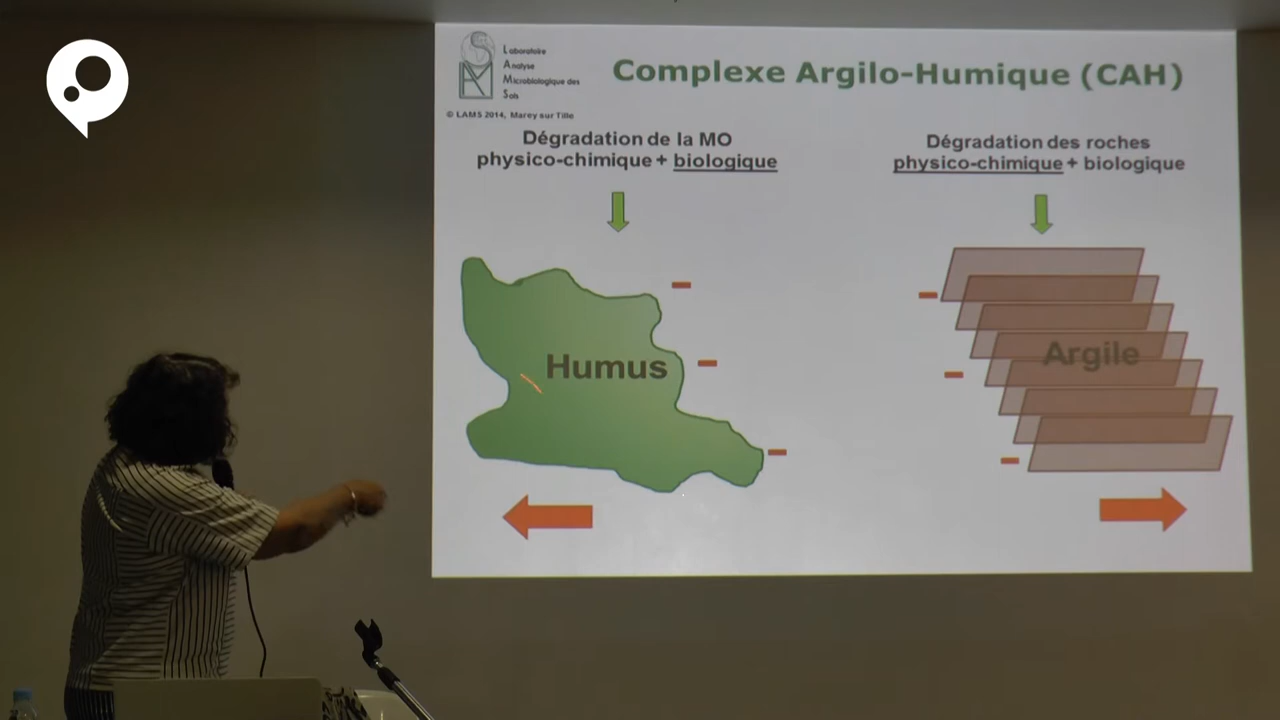 Laboratoire
Analyse
Microbiologique des
Sols
© LAMS 2014, Marey sur Tille
Complexe Argilo-Humique (CAH)
Dégradation de la MO
physico-chimique + biologique
Dégradation des roches
physico-chimique + biologique
Humus
Argile